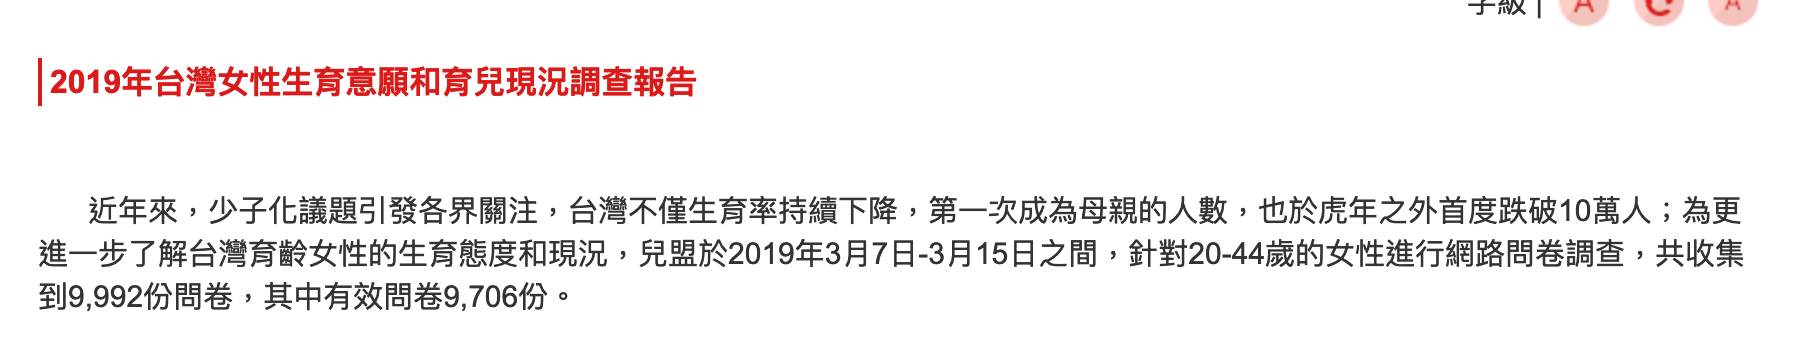 字級 | A A
2019年台灣女性生育意願和育兒現況調查報告
近年來，少子化議題引發各界關注，台灣不僅生育率持續下降，第一次成為母親的人數，也於虎年之外首度跌破10萬人；為更
進一步了解台灣育齡女性的生育態度和現況，兒盟於2019年3月7日-3月15日之間，針對20-44歲的女性進行網路問卷調查，共收集
到9,992份問卷，其中有效問卷9,706份。